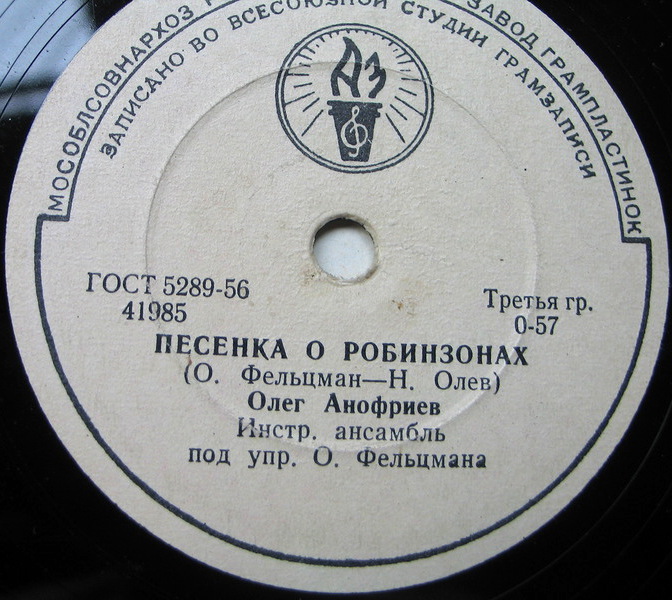 МОСОБЛСОВНАРХОЗ ЗАВОД ГРАМПЛАСТИНОК
ЗАПИСАНО ВО ВСЕСОЮЗНОЙ СТУДИИ ГРАМЗАПИСИ
АЗ
ГОСТ 5289-56
41985
Третья гр.
0-57
ПЕСЕНКА О РОБИНЗОНАХ
(О. Фельцман—Н. Олев)
Олег Анофриев
Инстр. ансамбль
под упр. О. Фельцмана